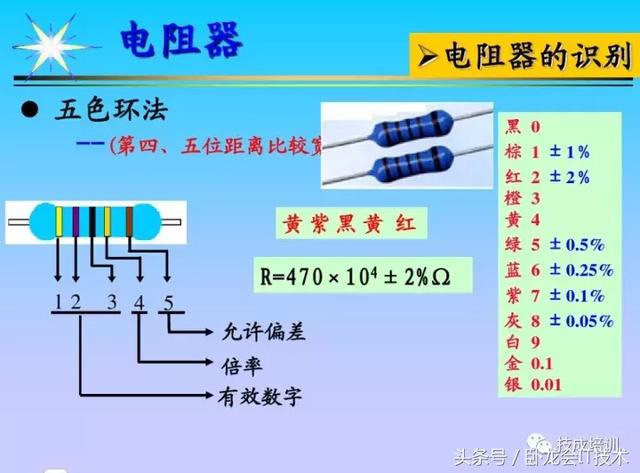 电阻器
➢电阻器的识别
● 五色环法
--(第四、五位距离比较宽
黄紫黑黄红
R=470×10⁴±2%Ω
1 2 3 4 5
允许偏差
倍率
有效数字
黑 0
棕 1 ±1%
红 2 ±2%
橙 3
黄 4
绿 5 ±0.5%
蓝 6 ±0.25%
紫 7 ±0.1%
灰 8 ±0.05%
白 9
金 0.1
银 0.01
技成培训
头条号 / 卧龙会IT技术